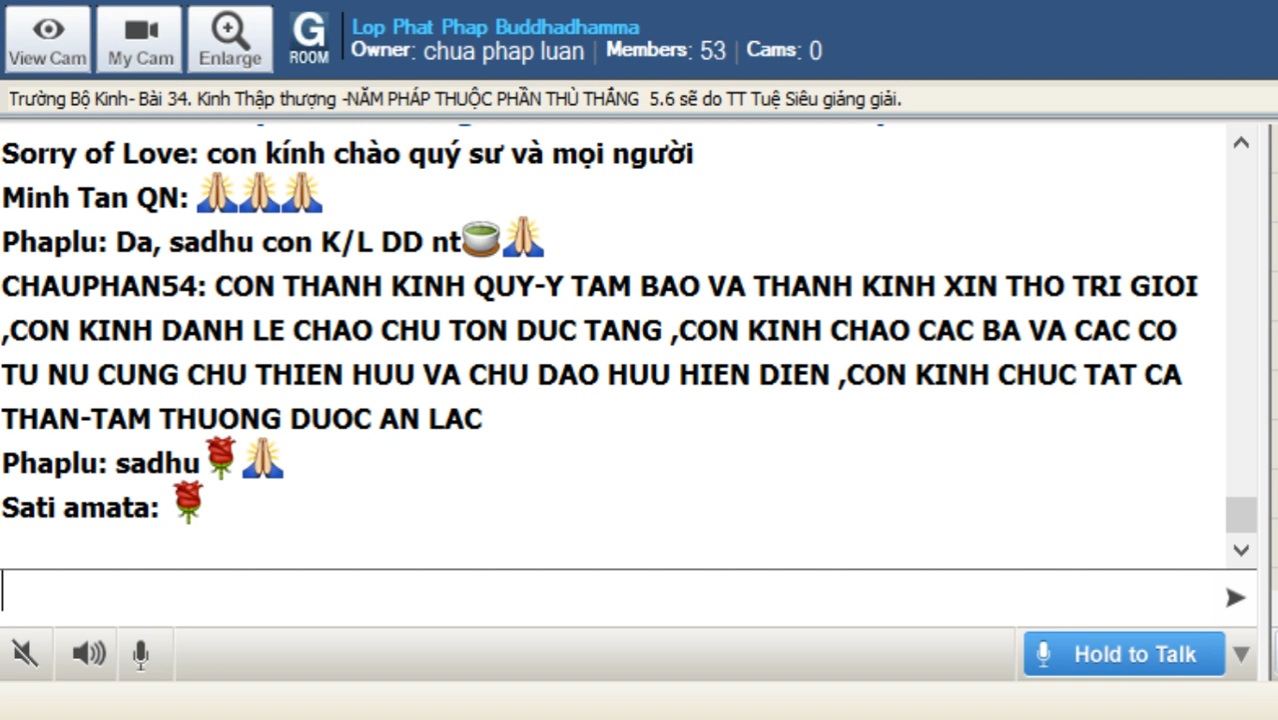 View Cam
My Cam
Enlarge
G ROOM
Lop Phat Phap Buddhadhamma
Owner: chua phap luan | Members: 53 | Cams: 0
Trường Bộ Kinh- Bài 34. Kinh Thập thượng -NĂM PHÁP THUỘC PHẦN THÙ THẮNG 5.6 sẽ do TT Tuệ Siêu giảng giải.
Sorry of Love: con kính chào quý sư và mọi người
Minh Tan QN: 🙏🙏🙏
Phaplu: Da, sadhu con K/L DD nt🍵🙏
CHAUPHAN54: CON THANH KINH QUY-Y TAM BAO VA THANH KINH XIN THO TRI GIOI
,CON KINH DANH LE CHAO CHU TON DUC TANG ,CON KINH CHAO CAC BA VA CAC CO
TU NU CUNG CHU THIEN HUU VA CHU DAO HUU HIEN DIEN ,CON KINH CHUC TAT CA
THAN-TAM THUONG DUOC AN LAC
Phaplu: sadhu🌹🙏
Sati amata: 🌹
Hold to Talk